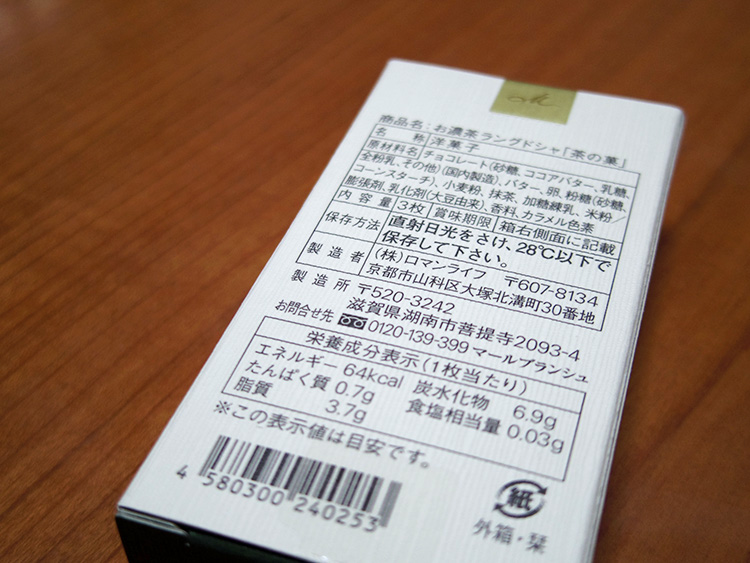 商品名：お濃茶ラングドシャ「茶の菓」
名称 洋菓子
原材料名 チョコレート(砂糖、ココアバター、乳糖、
全粉乳、その他)(国内製造)、バター、卵、粉糖(砂糖、
コーンスターチ)、小麦粉、抹茶、加糖練乳、米粉／
膨張剤、乳化剤(大豆由来)、香料、カラメル色素
内容量 3枚 賞味期限 箱右側面に記載
保存方法 直射日光をさけ、28℃以下で
保存して下さい。
製造者 (株)ロマンライフ 〒607-8134
京都市山科区大塚北溝町30番地
製造所 〒520-3242
滋賀県湖南市菩提寺2093-4
お問合せ先 0120-139-399 マールブランシュ
栄養成分表示(1枚当たり)
エネルギー 64kcal 炭水化物 6.9g
たんぱく質 0.7g 食塩相当量 0.03g
脂質 3.7g
※この表示値は目安です。
4 580300 240253
紙
外箱・栞